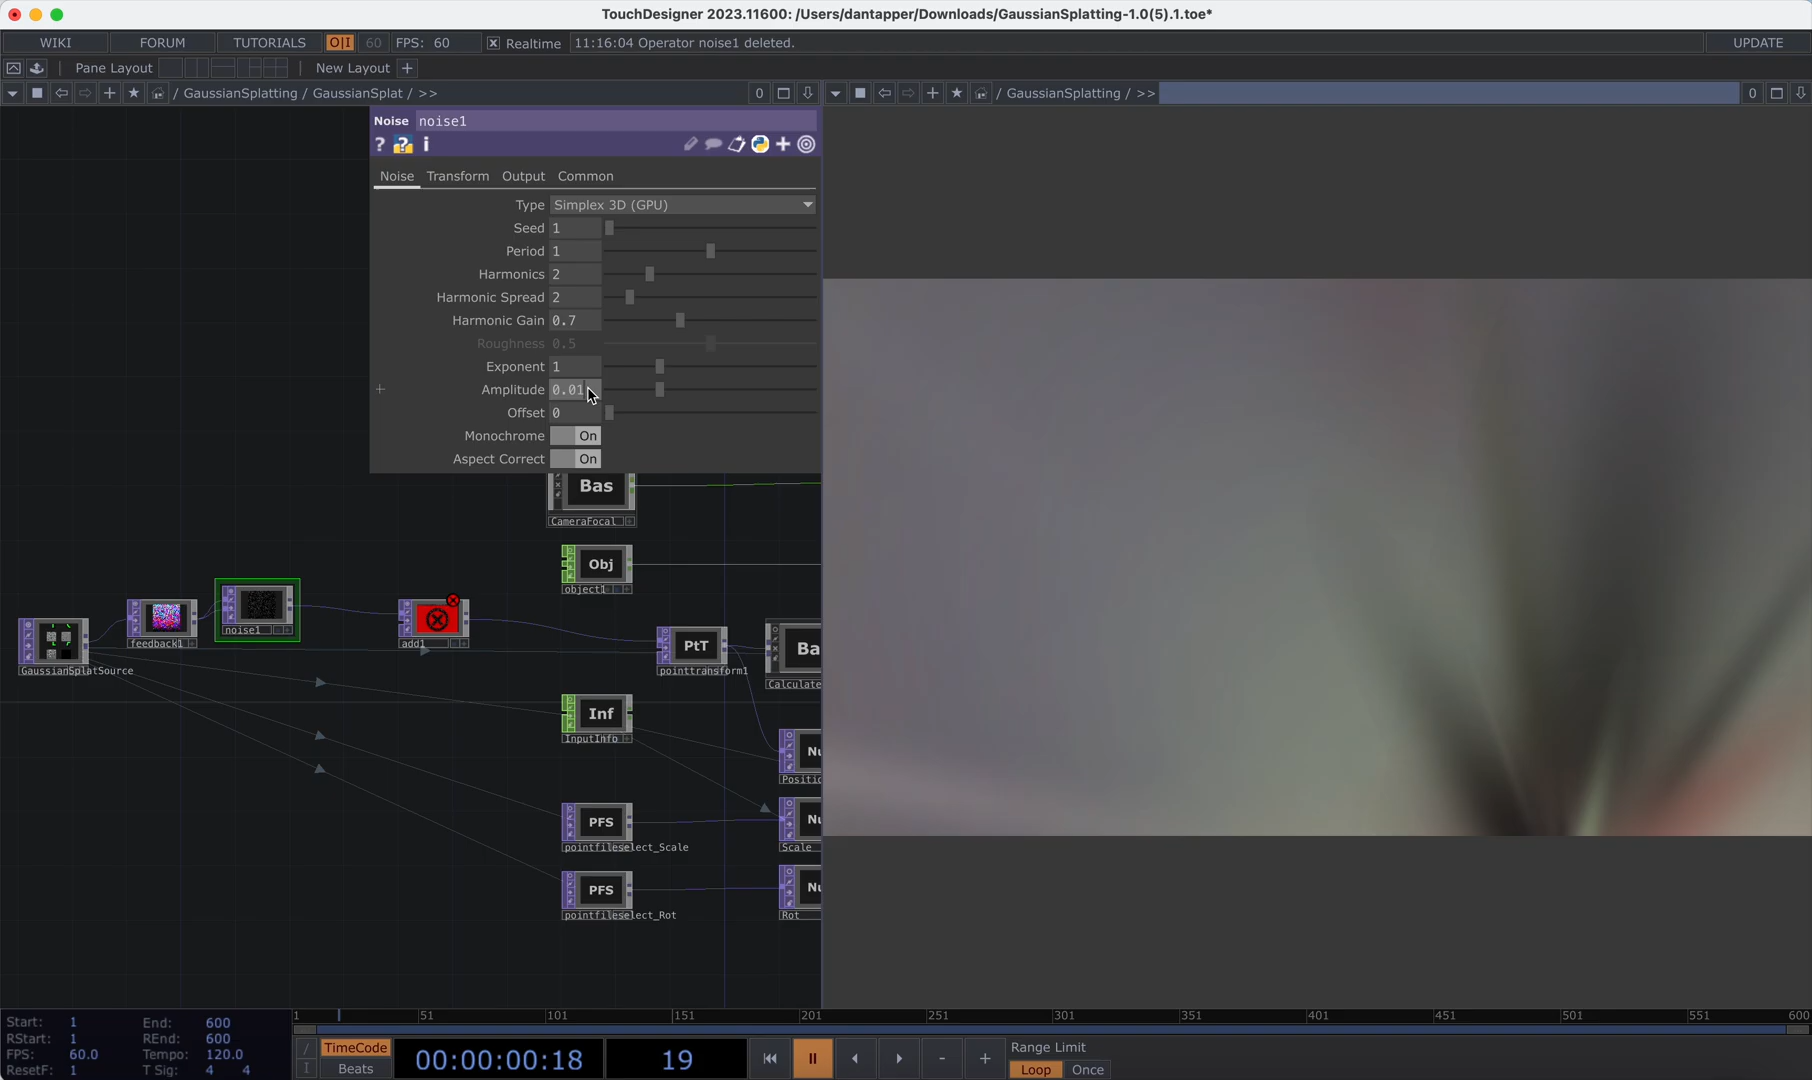 TouchDesigner 2023.11600: /Users/dantapper/Downloads/GaussianSplatting-1.0(5).1.toe*
WIKI FORUM TUTORIALS O|I 60 FPS: 60 Realtime 11:16:04 Operator noise1 deleted. UPDATE
Pane Layout New Layout +
/ GaussianSplatting / GaussianSplat / >> 0
/ GaussianSplatting / >> 0
Noise noise1
? ? i
Noise Transform Output Common
Type Simplex 3D (GPU)
Seed 1
Period 1
Harmonics 2
Harmonic Spread 2
Harmonic Gain 0.7
Roughness 0.5
Exponent 1
Amplitude 0.01
Offset 0
Monochrome On
Aspect Correct On
Bas
CameraFocal
Obj
object1
noise1
feedback1
add1
GaussianSplatSource
PtT
pointtransform1
Ba
Calculate
Inf
InputInfo
Nu
Positic
PFS
pointfileselect_Scale
Nu
Scale
PFS
pointfileselect_Rot
Nu
Rot
Start: 1 End: 600
RStart: 1 REnd: 600
FPS: 60.0 Tempo: 120.0
ResetF: 1 T Sig: 4 4
1 51 101 151 201 251 301 351 401 451 501 551 600
TimeCode
Beats
00:00:00:18
19
- +
Range Limit
Loop Once